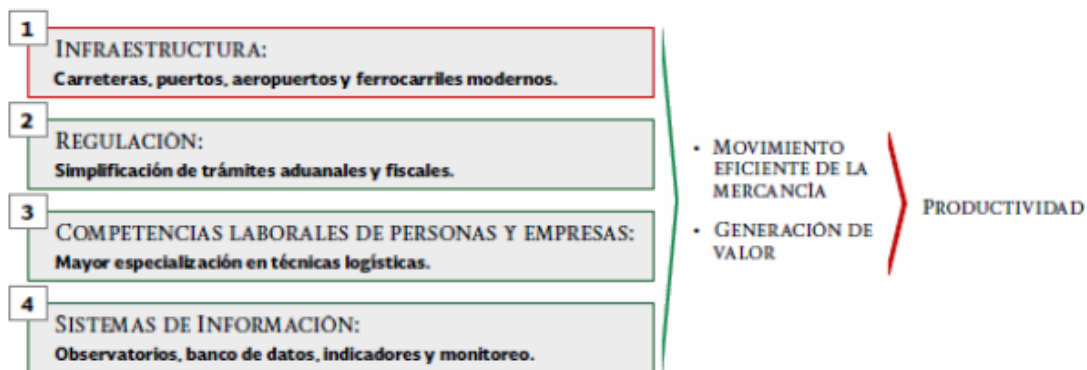 1
INFRAESTRUCTURA:
Carreteras, puertos, aeropuertos y ferrocarriles modernos.
2
REGULACIÓN:
Simplificación de trámites aduanales y fiscales.
3
COMPETENCIAS LABORALES DE PERSONAS Y EMPRESAS:
Mayor especialización en técnicas logísticas.
4
SISTEMAS DE INFORMACIÓN:
Observatorios, banco de datos, indicadores y monitoreo.
• MOVIMIENTO
EFICIENTE DE LA
MERCANCÍA
• GENERACIÓN DE
VALOR
PRODUCTIVIDAD